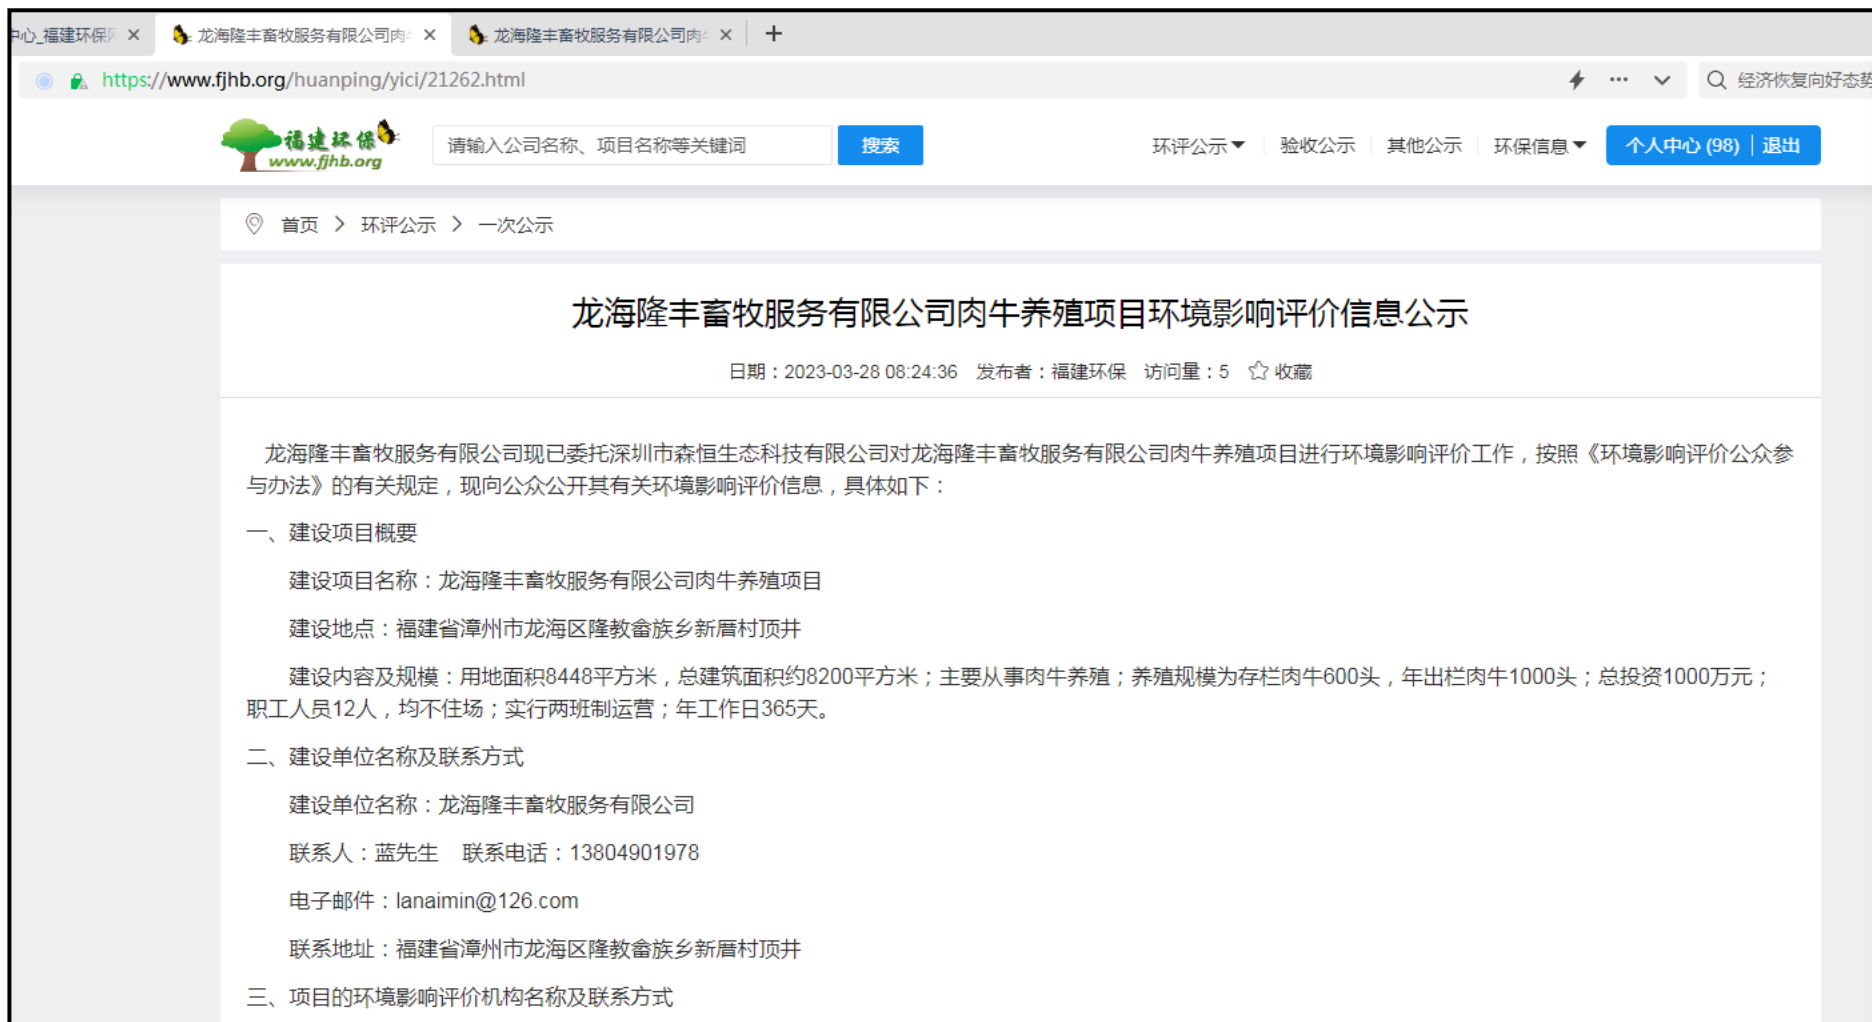 中心_福建环保网
龙海隆丰畜牧服务有限公司肉牛
龙海隆丰畜牧服务有限公司肉牛
https://www.fjhb.org/huanping/yici/21262.html
经济恢复向好态势
福建环保
www.fjhb.org
请输入公司名称、项目名称等关键词
搜索
环评公示
验收公示
其他公示
环保信息
个人中心 (98) | 退出
首页 > 环评公示 > 一次公示
龙海隆丰畜牧服务有限公司肉牛养殖项目环境影响评价信息公示
日期：2023-03-28 08:24:36 发布者：福建环保 访问量：5 收藏
龙海隆丰畜牧服务有限公司现已委托深圳市森恒生态科技有限公司对龙海隆丰畜牧服务有限公司肉牛养殖项目进行环境影响评价工作，按照《环境影响评价公众参
与办法》的有关规定，现向公众公开其有关环境影响评价信息，具体如下：
一、建设项目概要
建设项目名称：龙海隆丰畜牧服务有限公司肉牛养殖项目
建设地点：福建省漳州市龙海区隆教畲族乡新厝村顶井
建设内容及规模：用地面积8448平方米，总建筑面积约8200平方米；主要从事肉牛养殖；养殖规模为存栏肉牛600头，年出栏肉牛1000头；总投资1000万元；
职工人员12人，均不住场；实行两班制运营；年工作日365天。
二、建设单位名称及联系方式
建设单位名称：龙海隆丰畜牧服务有限公司
联系人：蓝先生 联系电话：13804901978
电子邮件：lanaimin@126.com
联系地址：福建省漳州市龙海区隆教畲族乡新厝村顶井
三、项目的环境影响评价机构名称及联系方式